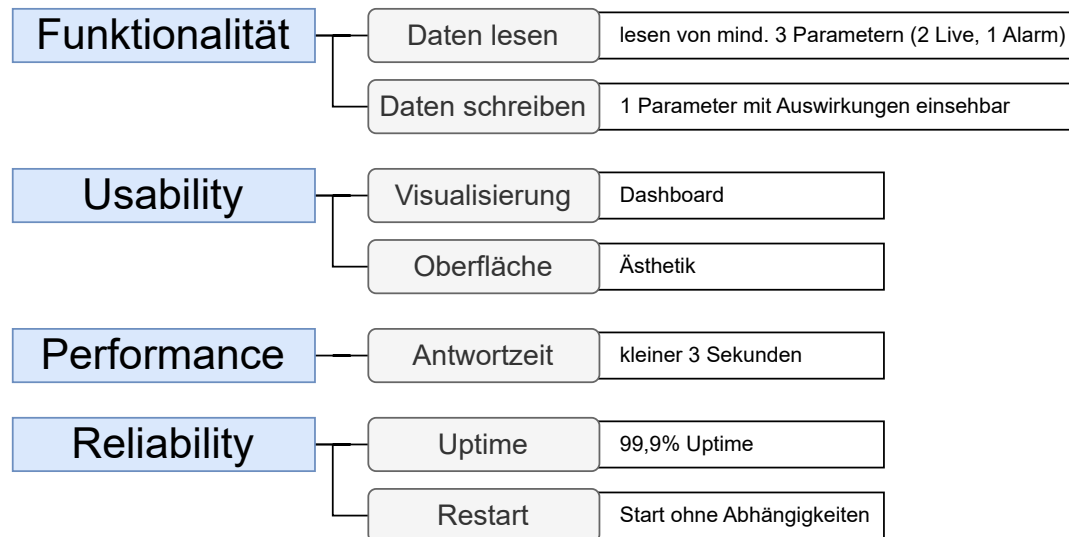 Funktionalität
Daten lesen
lesen von mind. 3 Parametern (2 Live, 1 Alarm)
Daten schreiben
1 Parameter mit Auswirkungen einsehbar
Usability
Visualisierung
Dashboard
Oberfläche
Ästhetik
Performance
Antwortzeit
kleiner 3 Sekunden
Reliability
Uptime
99,9% Uptime
Restart
Start ohne Abhängigkeiten